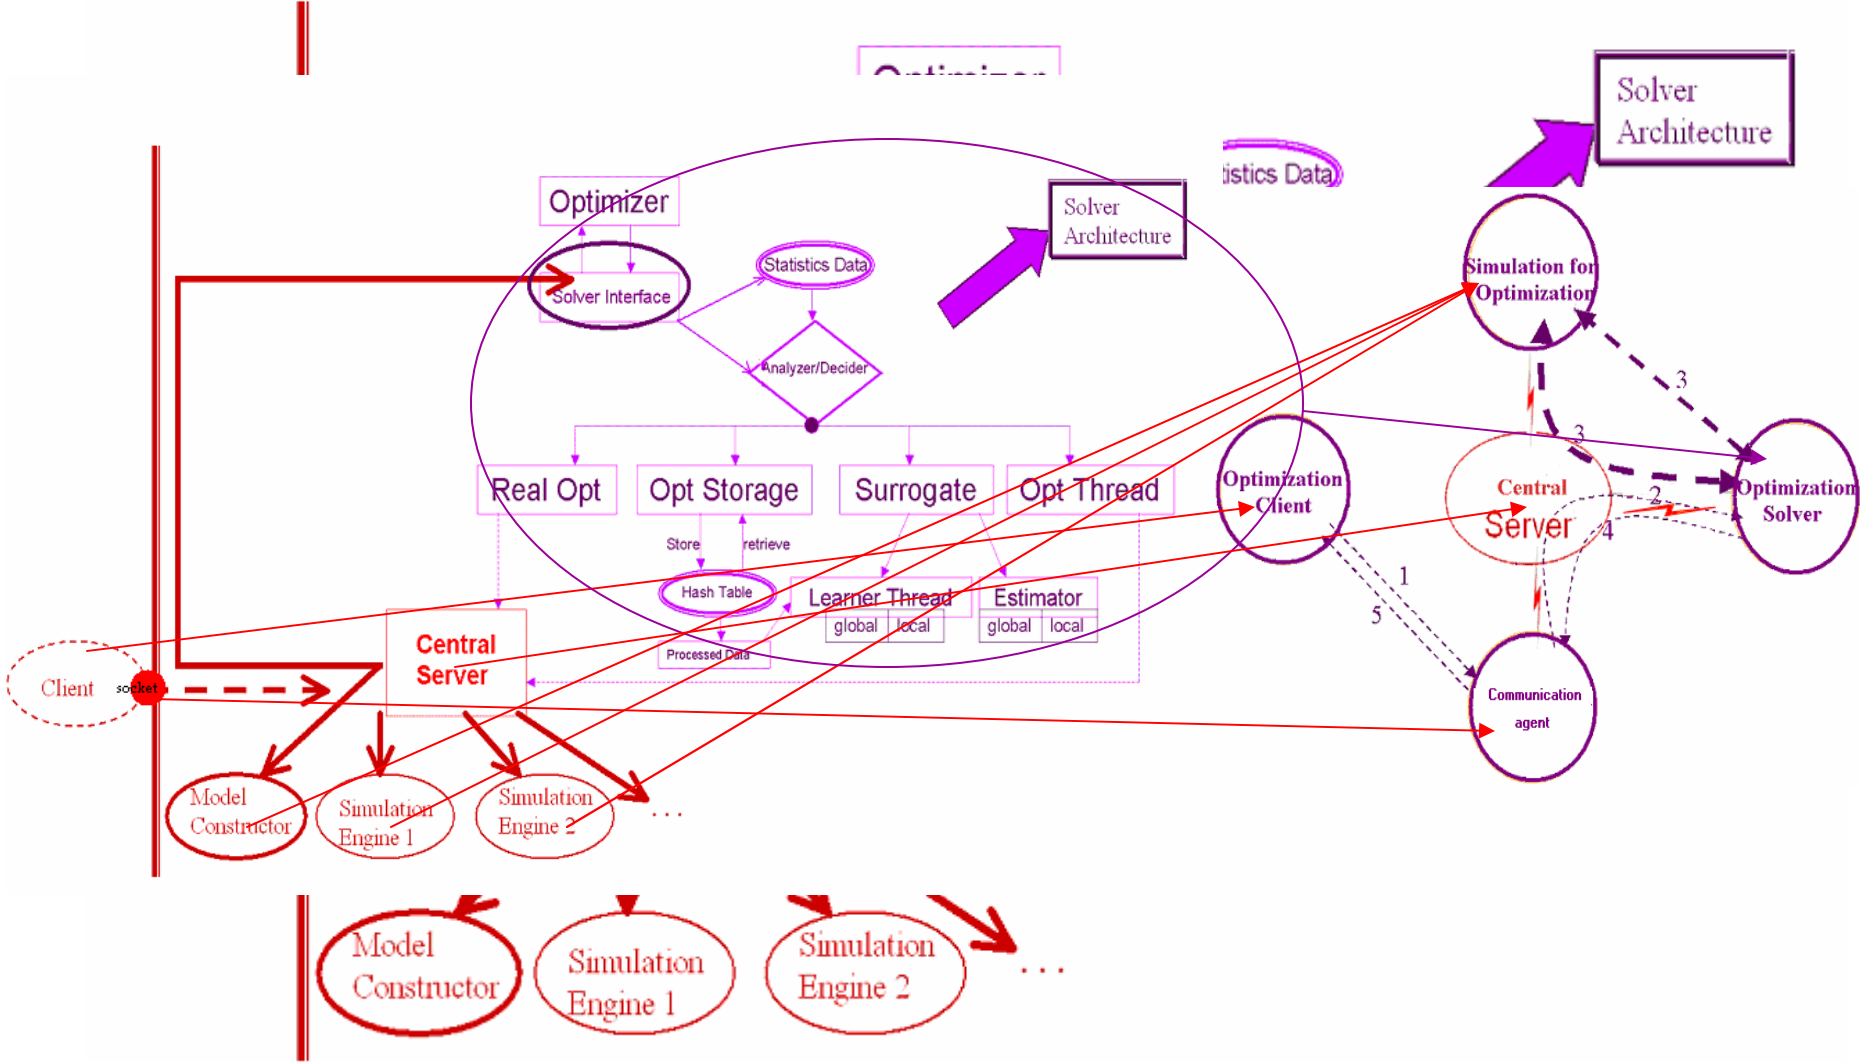 Optimizer
Solver
Architecture
tistics Data
Optimizer
Solver
Architecture
Statistics Data
Solver Interface
Analyzer/Decider
Real Opt
Opt Storage
Surrogate
Opt Thread
Store
retrieve
Hash Table
Learner Thread
global
local
Estimator
global
local
Processed Data
Central
Server
Client
socket
Model
Constructor
Simulation
Engine 1
Simulation
Engine 2
...
Simulation for
Optimization
3
3
Optimization
Client
Central
Server
2
4
Optimization
Solver
1
5
Communication
agent
Model
Constructor
Simulation
Engine 1
Simulation
Engine 2
...